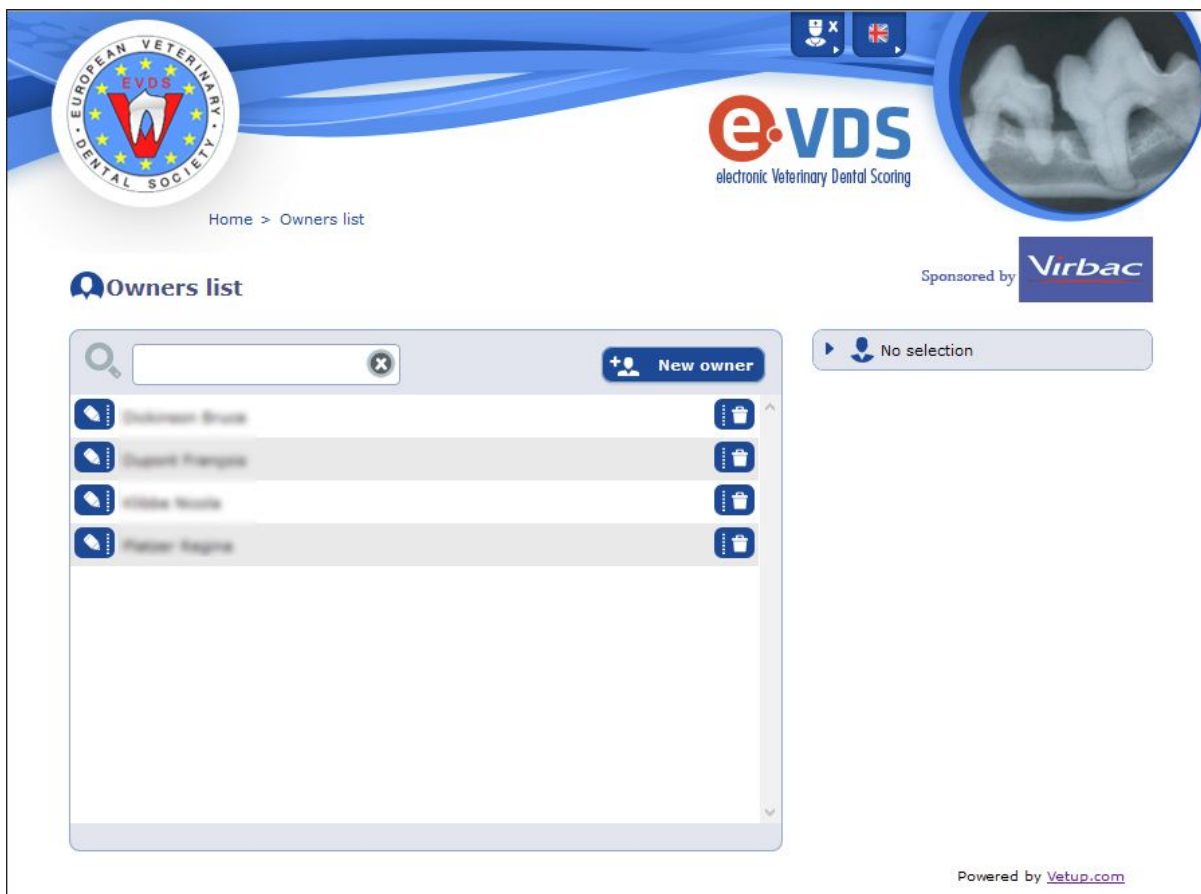 EUROPEAN VETERINARY
DENTAL SOCIETY
EVDS
x
e.VDS
electronic Veterinary Dental Scoring
Home > Owners list
Owners list
Sponsored by Virbac
New owner
No selection
Powered by Vetup.com